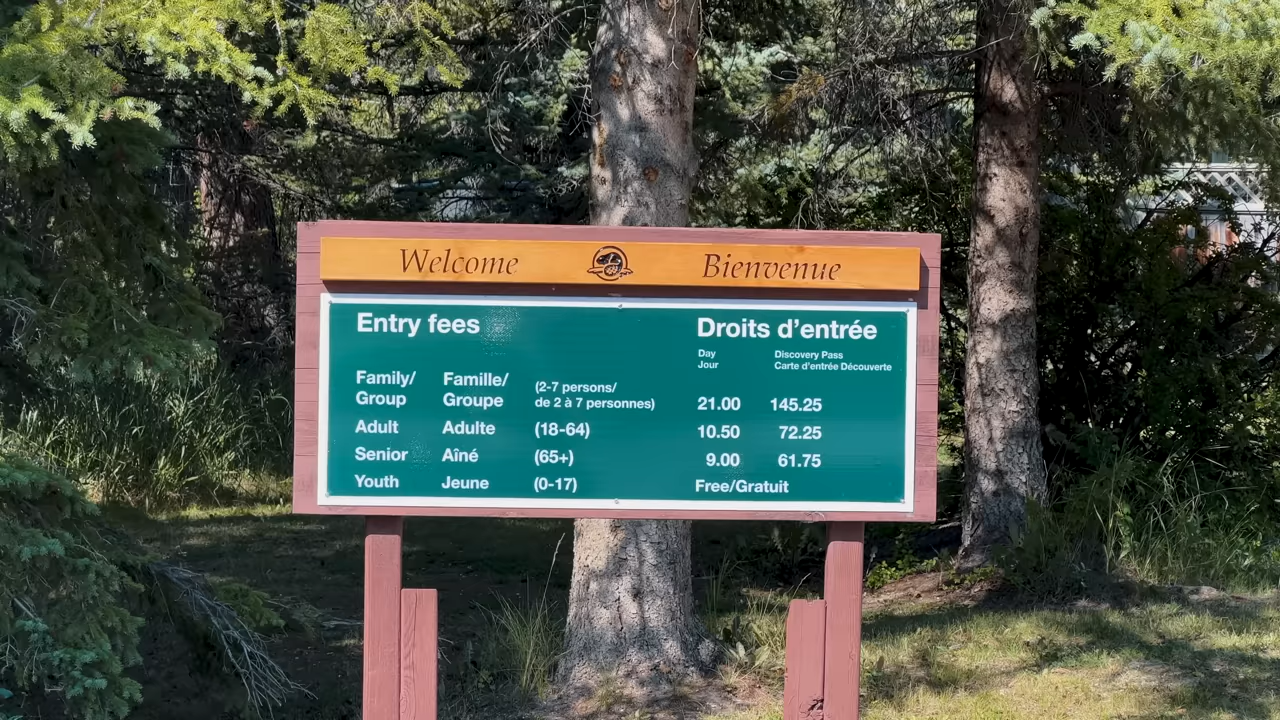 Welcome Bienvenue
Entry fees Droits d'entrée
Day Discovery Pass
Jour Carte d'entrée Découverte
Family/ Famille/ (2-7 persons/
Group Groupe de 2 à 7 personnes) 21.00 145.25
Adult Adulte (18-64) 10.50 72.25
Senior Aîné (65+) 9.00 61.75
Youth Jeune (0-17) Free/Gratuit